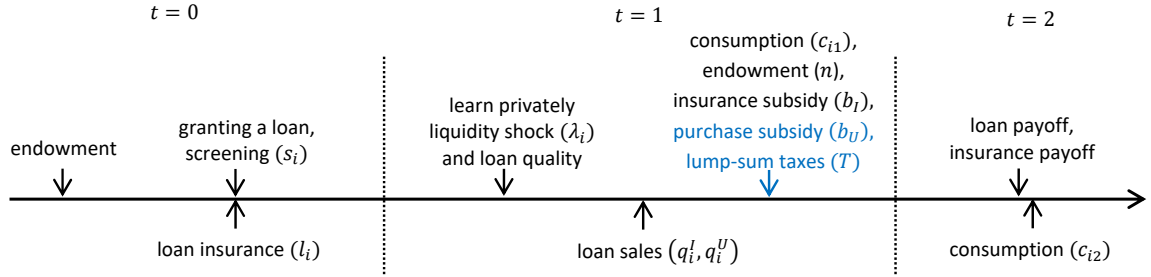 t = 0
t = 1
t = 2
endowment
granting a loan,
screening (s_i)
loan insurance (l_i)
learn privately
liquidity shock (λ_i)
and loan quality
loan sales (q_i^I, q_i^U)
consumption (c_{i1}),
endowment (n),
insurance subsidy (b_I),
purchase subsidy (b_U),
lump-sum taxes (T)
loan payoff,
insurance payoff
consumption (c_{i2})